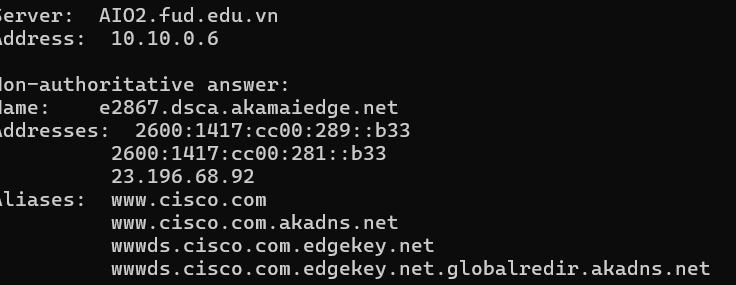 Server:  AIO2.fud.edu.vn
Address:  10.10.0.6
Non-authoritative answer:
Name:    e2867.dsca.akamaiedge.net
Addresses:  2600:1417:cc00:289::b33
2600:1417:cc00:281::b33
23.196.68.92
Aliases:  www.cisco.com
www.cisco.com.akadns.net
wwwds.cisco.com.edgekey.net
wwwds.cisco.com.edgekey.net.globalredir.akadns.net